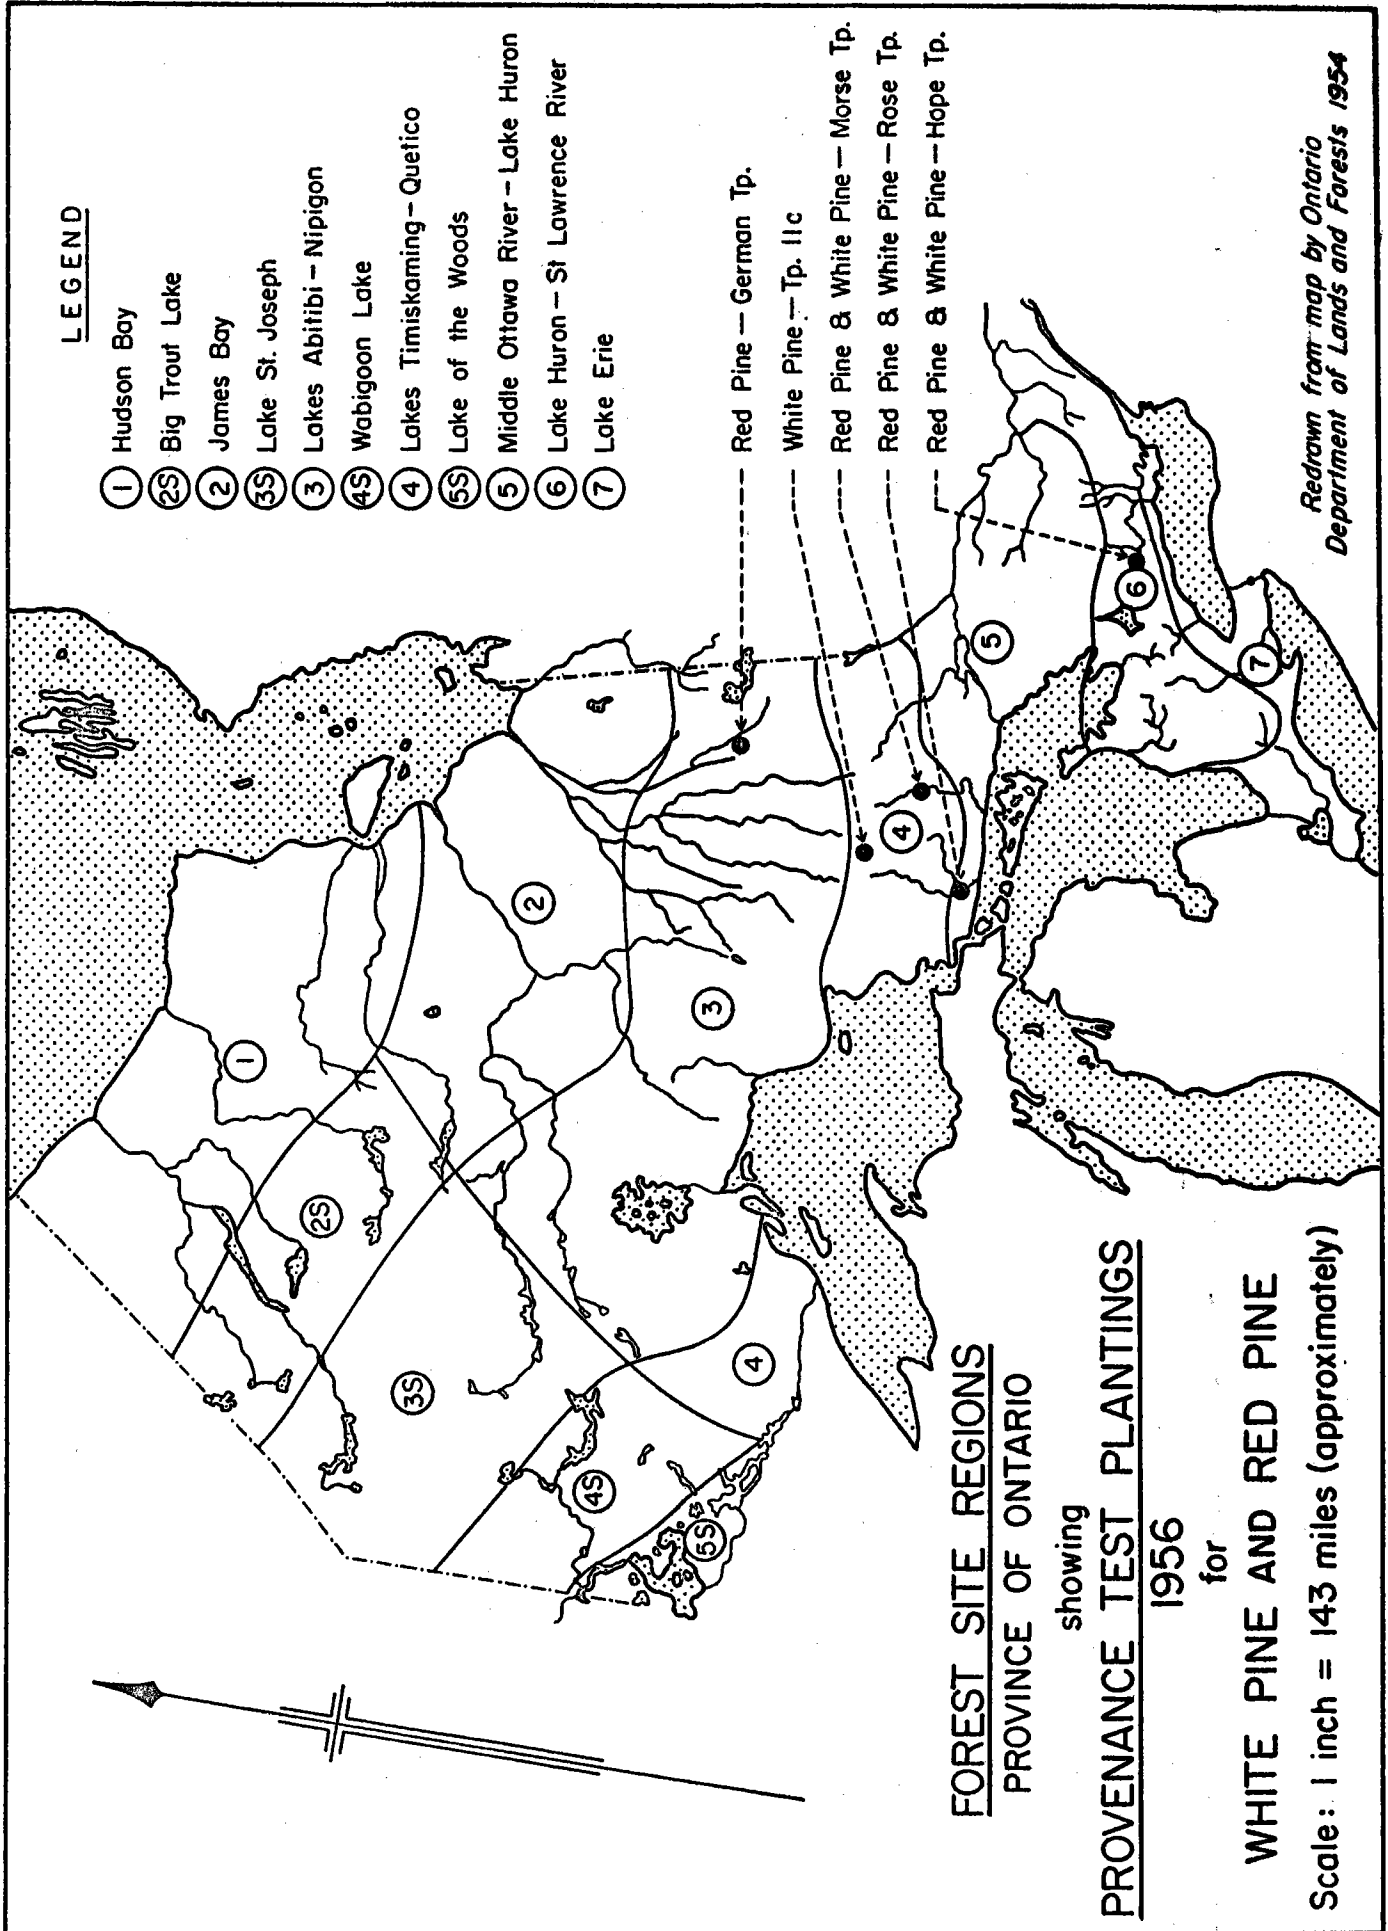 LEGEND
1 Hudson Bay
2S Big Trout Lake
2 James Bay
3S Lake St. Joseph
3 Lakes Abitibi – Nipigon
4S Wabigoon Lake
4 Lakes Timiskaming – Quetico
5S Lake of the Woods
5 Middle Ottawa River – Lake Huron
6 Lake Huron – St Lawrence River
7 Lake Erie
Red Pine — German Tp.
White Pine — Tp. 11c
Red Pine & White Pine — Morse Tp.
Red Pine & White Pine — Rose Tp.
Red Pine & White Pine — Hope Tp.
1
2S
2
3S
3
4S
4
5S
4
5
6
7
FOREST SITE REGIONS
PROVINCE OF ONTARIO
showing
PROVENANCE TEST PLANTINGS
1956
for
WHITE PINE AND RED PINE
Scale: 1 inch = 143 miles (approximately)
Redrawn from map by Ontario
Department of Lands and Forests 1954